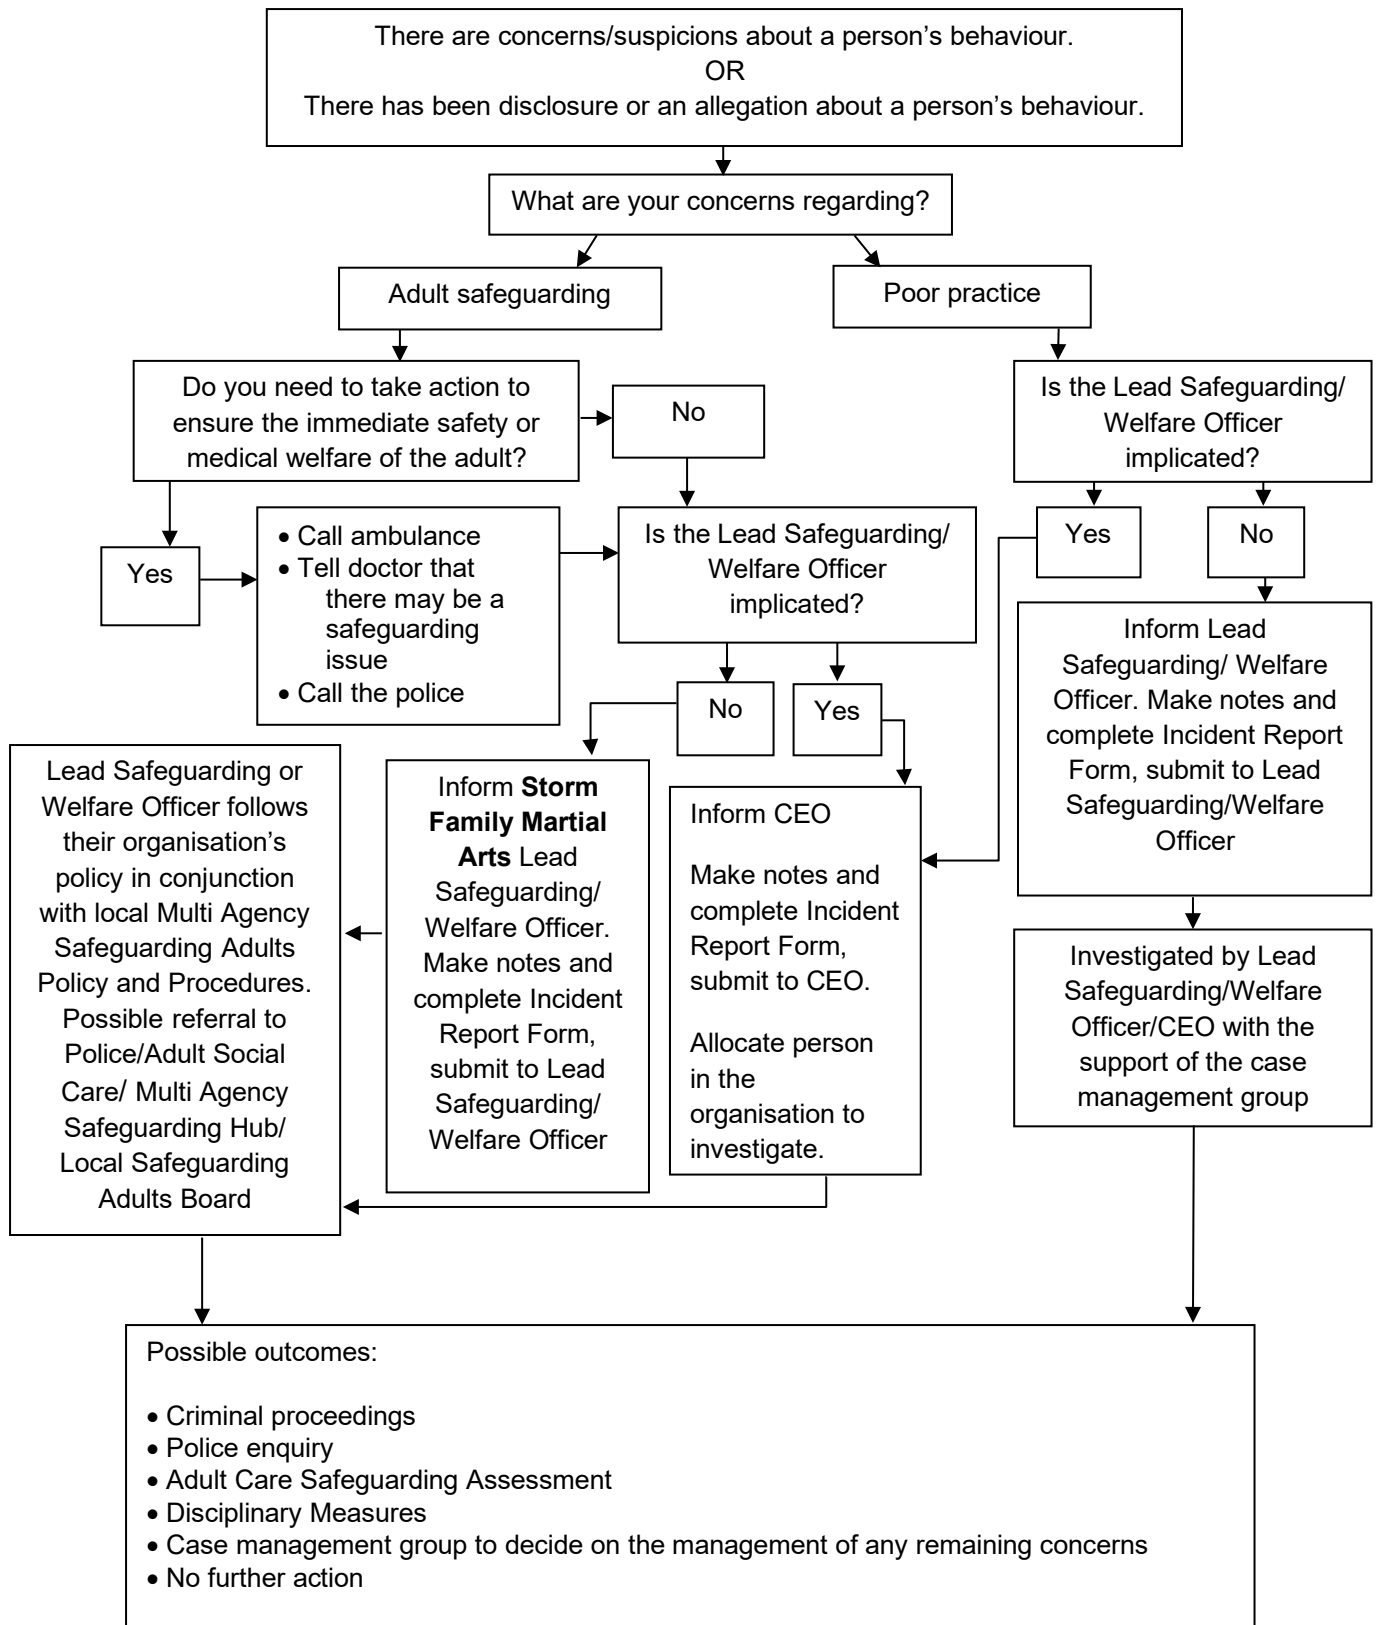 There are concerns/suspicions about a person’s behaviour.
OR
There has been disclosure or an allegation about a person’s behaviour.
What are your concerns regarding?
Adult safeguarding
Poor practice
Do you need to take action to
ensure the immediate safety or
medical welfare of the adult?
No
Is the Lead Safeguarding/
Welfare Officer
implicated?
Yes
• Call ambulance
• Tell doctor that
there may be a
safeguarding
issue
• Call the police
Is the Lead Safeguarding/
Welfare Officer
implicated?
Yes
No
No
Yes
Inform Lead
Safeguarding/ Welfare
Officer. Make notes and
complete Incident Report
Form, submit to Lead
Safeguarding/Welfare
Officer
Lead Safeguarding or
Welfare Officer follows
their organisation’s
policy in conjunction
with local Multi Agency
Safeguarding Adults
Policy and Procedures.
Possible referral to
Police/Adult Social
Care/ Multi Agency
Safeguarding Hub/
Local Safeguarding
Adults Board
Inform Storm
Family Martial
Arts Lead
Safeguarding/
Welfare Officer.
Make notes and
complete Incident
Report Form,
submit to Lead
Safeguarding/
Welfare Officer
Inform CEO
Make notes and
complete Incident
Report Form,
submit to CEO.
Allocate person
in the
organisation to
investigate.
Investigated by Lead
Safeguarding/Welfare
Officer/CEO with the
support of the case
management group
Possible outcomes:
• Criminal proceedings
• Police enquiry
• Adult Care Safeguarding Assessment
• Disciplinary Measures
• Case management group to decide on the management of any remaining concerns
• No further action